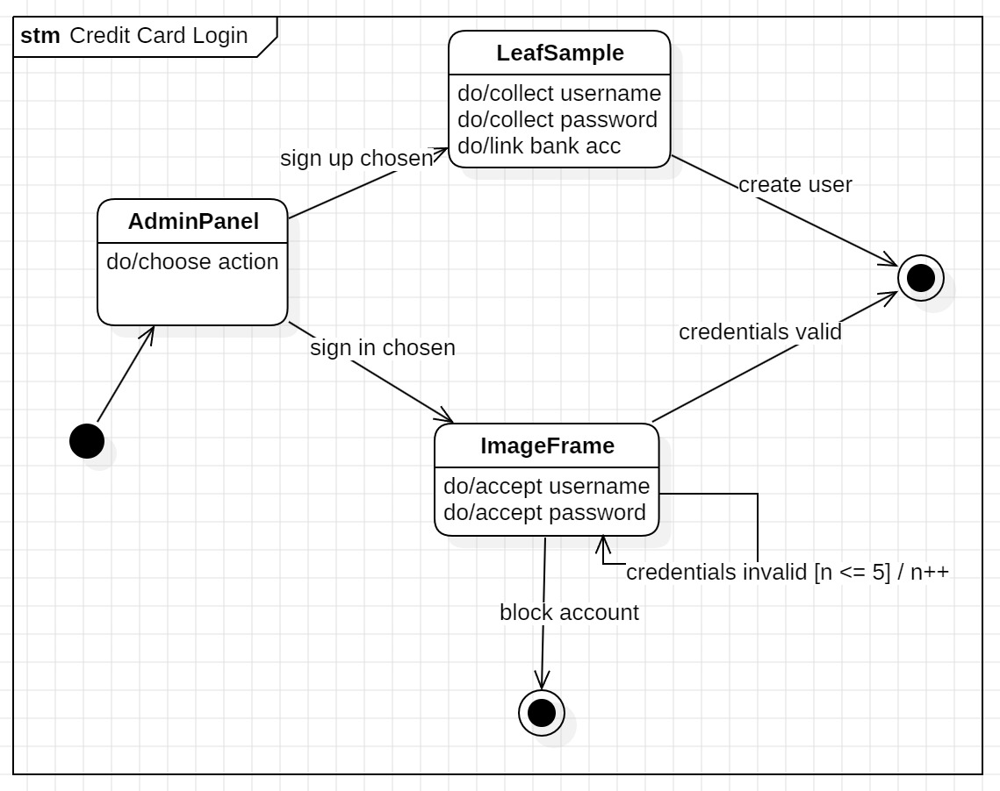 stm Credit Card Login
LeafSample
do/collect username
do/collect password
do/link bank acc
sign up chosen
create user
AdminPanel
do/choose action
credentials valid
sign in chosen
ImageFrame
do/accept username
do/accept password
credentials invalid [n <= 5] / n++
block account